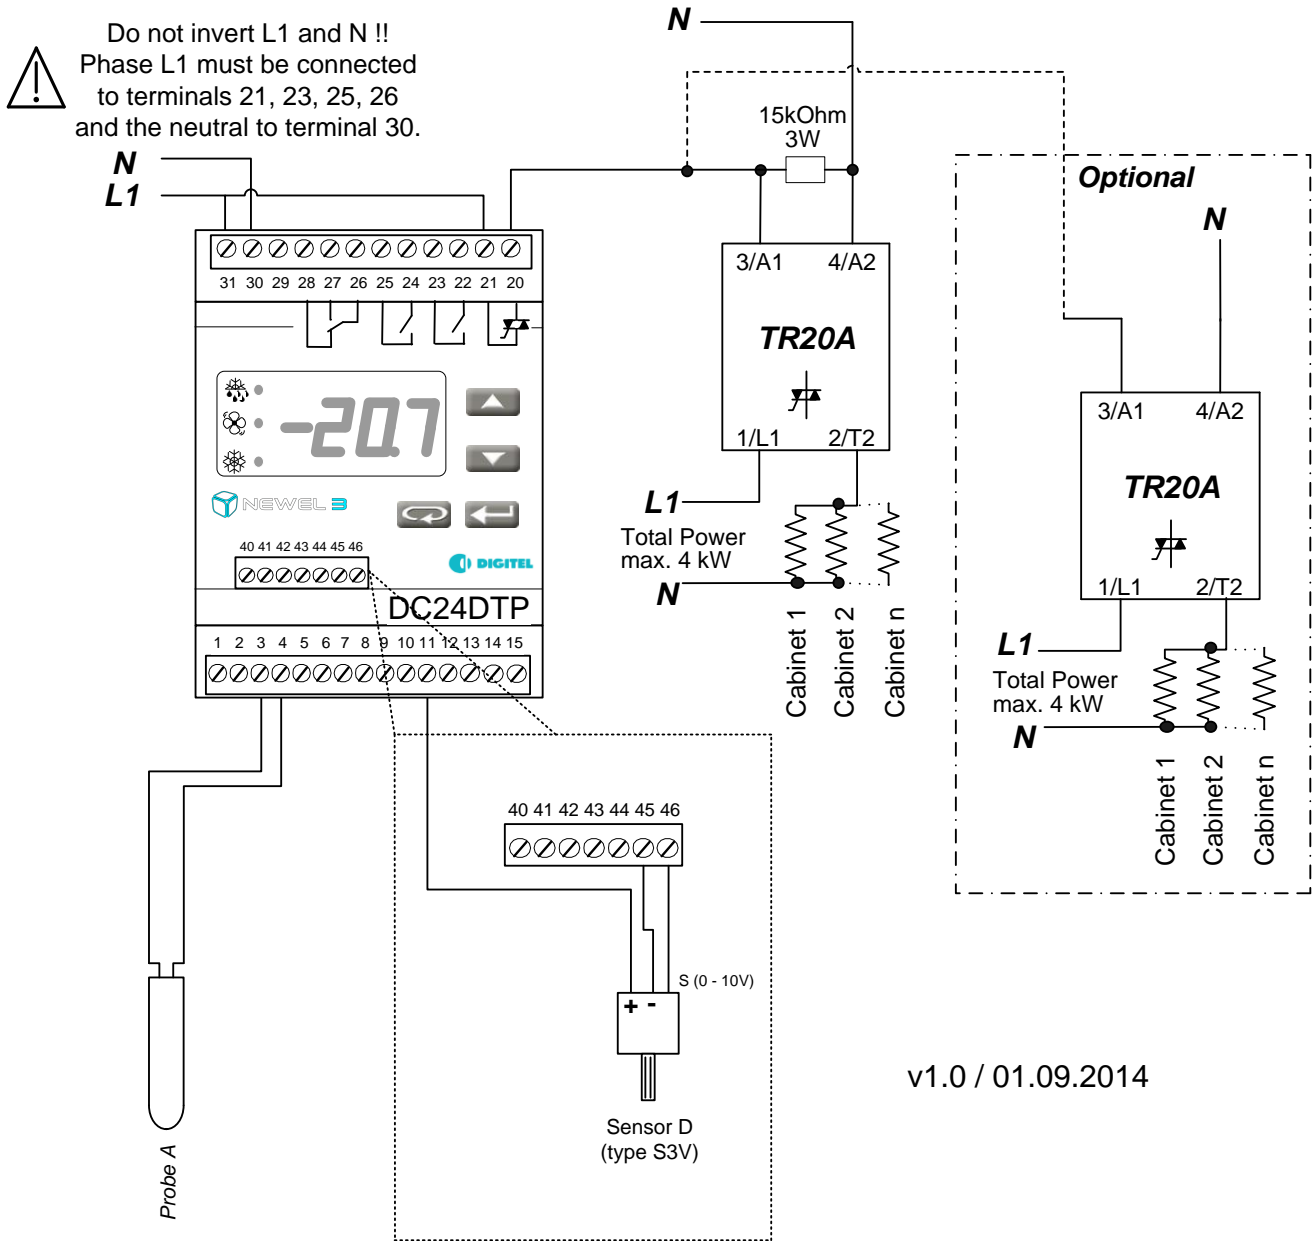 Do not invert L1 and N !!
Phase L1 must be connected
to terminals 21, 23, 25, 26
and the neutral to terminal 30.
N
L1
31 30 29 28 27 26 25 24 23 22 21 20
-20.7
NEWEL 3
40 41 42 43 44 45 46
DIGITEL
DC24DTP
1 2 3 4 5 6 7 8 9 10 11 12 13 14 15
Probe A
40 41 42 43 44 45 46
S (0 - 10V)
+ -
Sensor D
(type S3V)
N
15kOhm
3W
3/A1 4/A2
TR20A
1/L1 2/T2
L1
Total Power
max. 4 kW
N
Cabinet 1
Cabinet 2
Cabinet n
Optional
N
3/A1 4/A2
TR20A
1/L1 2/T2
L1
Total Power
max. 4 kW
N
Cabinet 1
Cabinet 2
Cabinet n
v1.0 / 01.09.2014